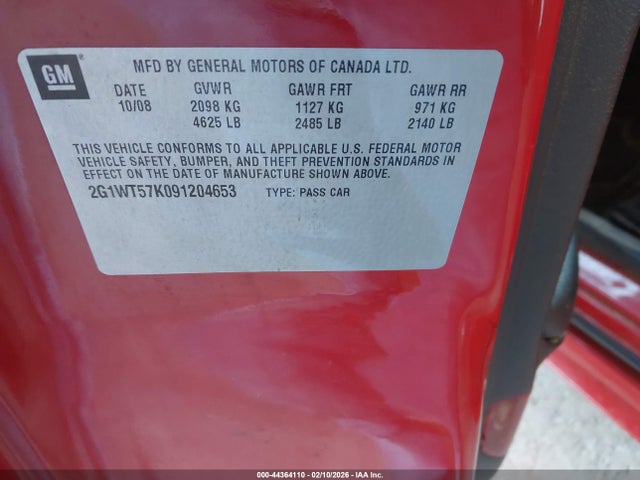 GM
MFD BY GENERAL MOTORS OF CANADA LTD.
DATE GVWR GAWR FRT GAWR RR
10/08 2098 KG 1127 KG 971 KG
4625 LB 2485 LB 2140 LB
THIS VEHICLE CONFORMS TO ALL APPLICABLE U.S. FEDERAL MOTOR
VEHICLE SAFETY, BUMPER, AND THEFT PREVENTION STANDARDS IN
EFFECT ON THE DATE OF MANUFACTURE SHOWN ABOVE.
2G1WT57K091204653 TYPE: PASS CAR
000-44364110 - 02/10/2026 - IAA Inc.